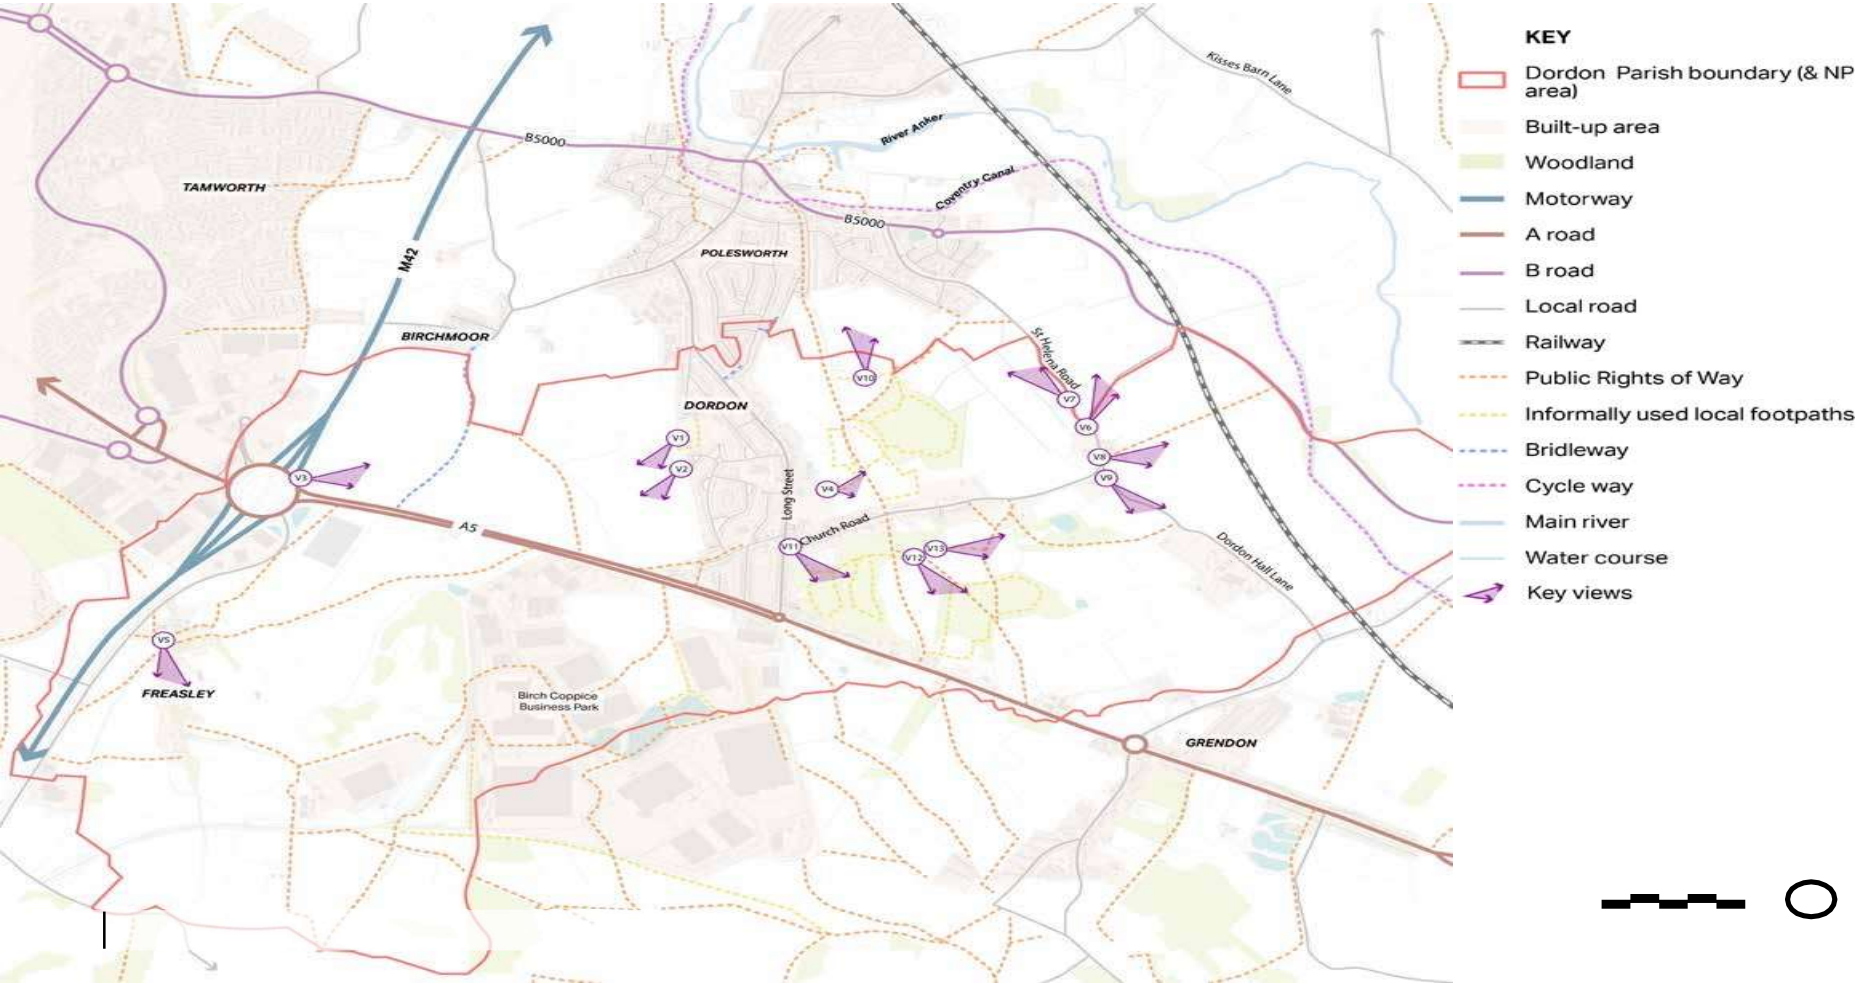 KEY
Dordon Parish boundary (& NP
area)
Built-up area
Woodland
Motorway
A road
B road
Local road
Railway
Public Rights of Way
Informally used local footpaths
Bridleway
Cycle way
Main river
Water course
Key views
Kisses Barn Lane
River Anker
B5000
TAMWORTH
Coventry Canal
B5000
POLESWORTH
M42
BIRCHMOOR
St Helena Road
V10
V7
DORDON
V6
V1
V8
V2
V3
V9
V4
Long Street
A5
Church Road
V11
V13
V12
Dordon Hall Lane
V5
FREASLEY
Birch Coppice
Business Park
GRENDON